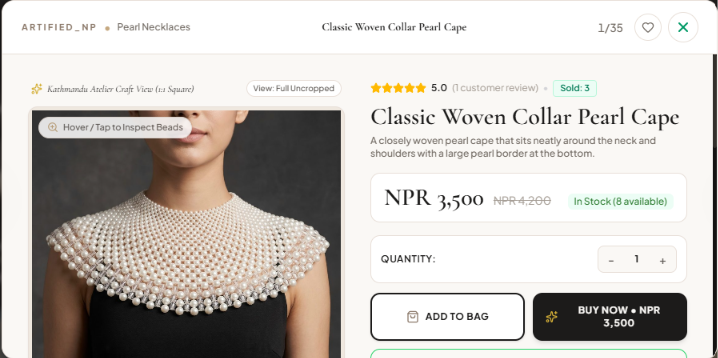 ARTIFIED_NP • Pearl Necklaces
Classic Woven Collar Pearl Cape
1/35
Kathmandu Atelier Craft View (1:1 Square)
View: Full Uncropped
Hover / Tap to Inspect Beads
5.0 (1 customer review) • Sold: 3
Classic Woven Collar Pearl Cape
A closely woven pearl cape that sits neatly around the neck and
shoulders with a large pearl border at the bottom.
NPR 3,500 NPR 4,200 In Stock (8 available)
QUANTITY: - 1 +
ADD TO BAG
BUY NOW • NPR
3,500